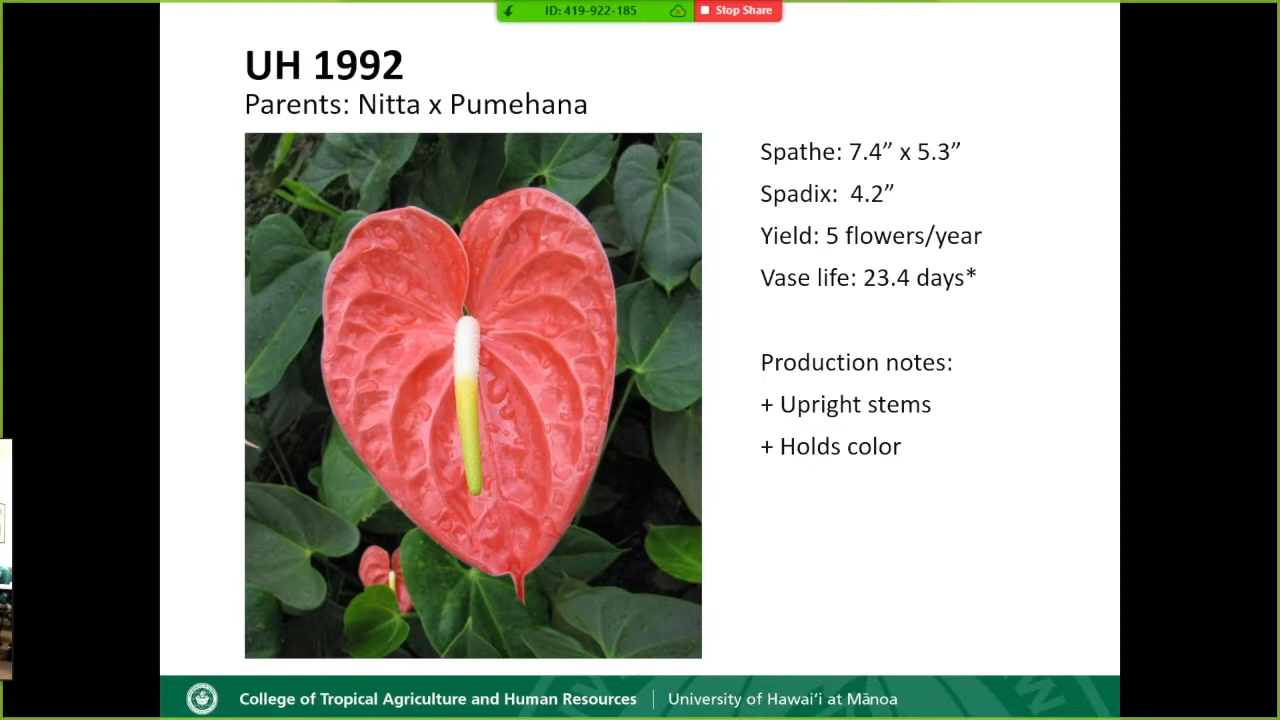 ID: 419-922-185
Stop Share
UH 1992
Parents: Nitta x Pumehana
Spathe: 7.4” x 5.3”
Spadix: 4.2”
Yield: 5 flowers/year
Vase life: 23.4 days*
Production notes:
+ Upright stems
+ Holds color
College of Tropical Agriculture and Human Resources
University of Hawai‘i at Mānoa